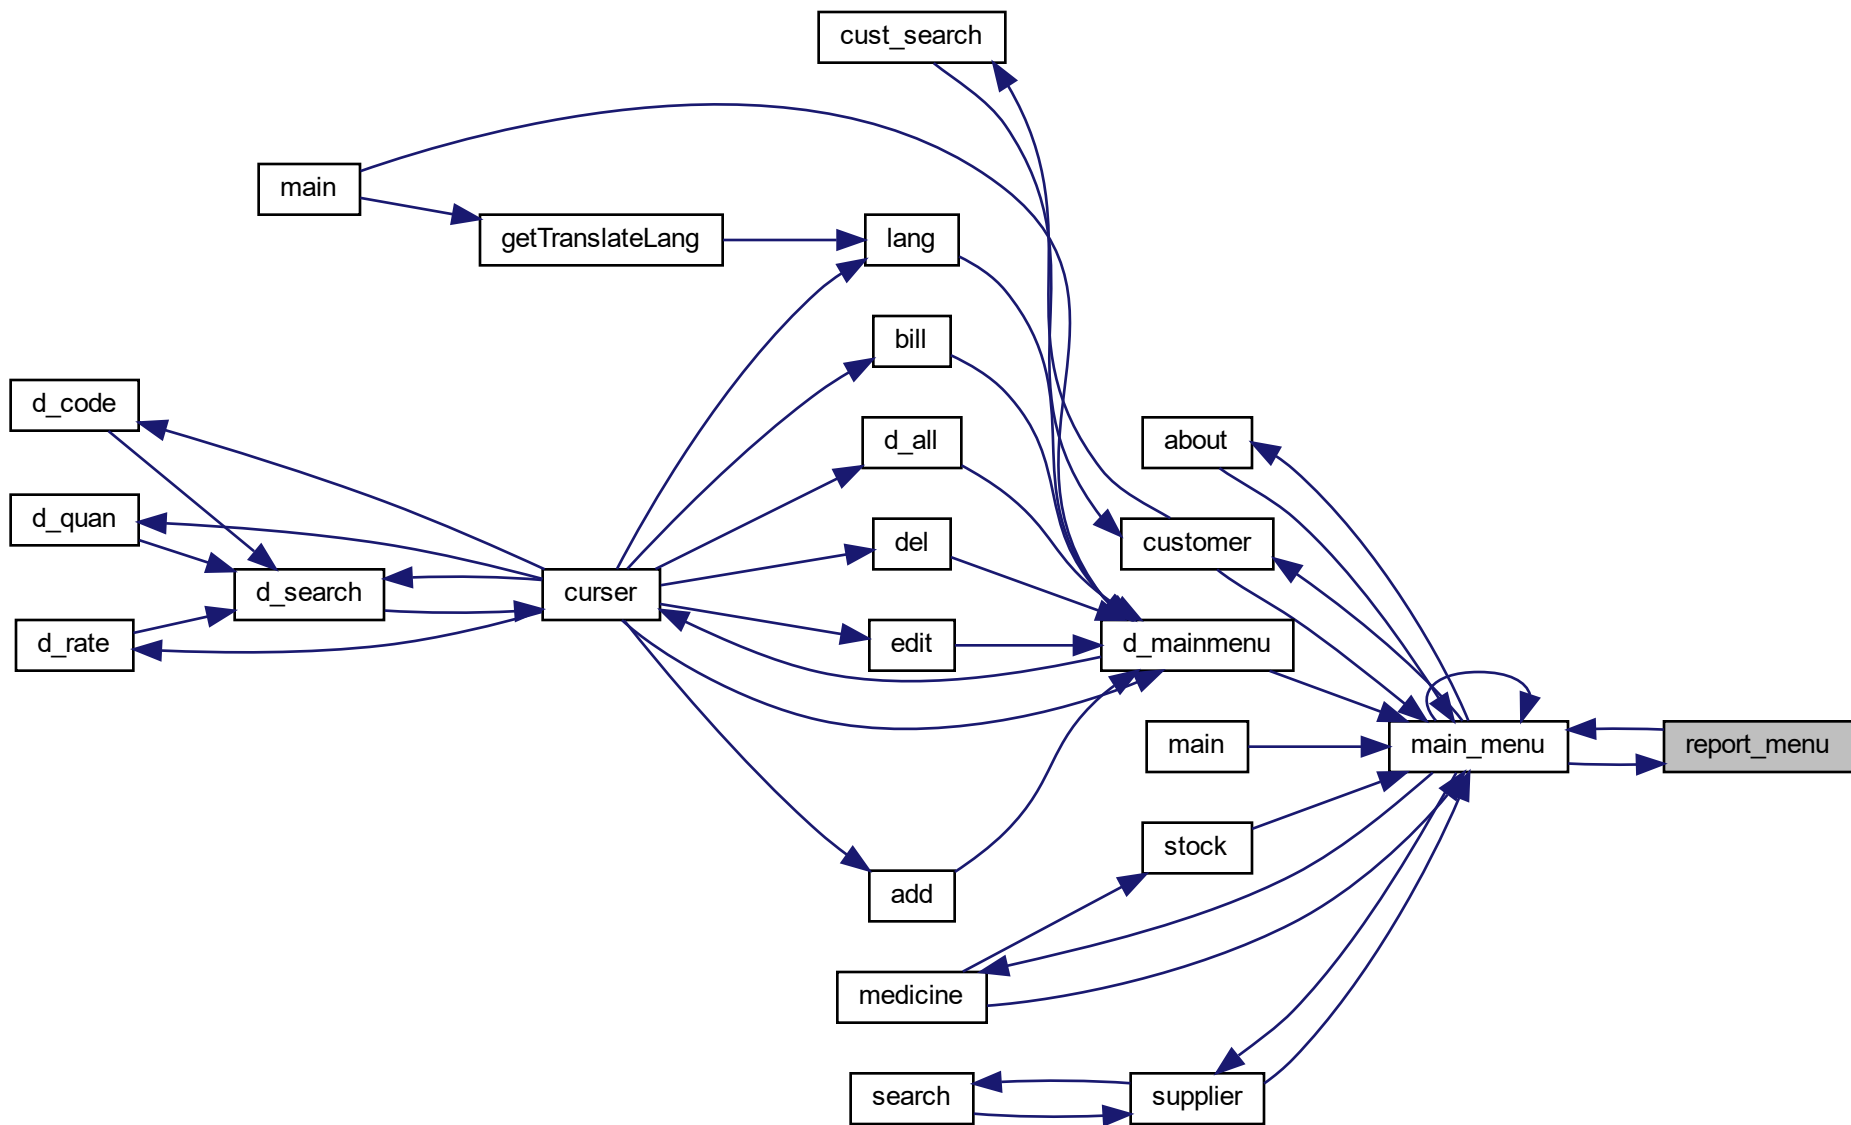 cust_search
main
getTranslateLang
lang
bill
d_code
d_all
about
d_quan
del
customer
d_search
curser
d_rate
edit
d_mainmenu
main
main_menu
report_menu
stock
add
medicine
search
supplier